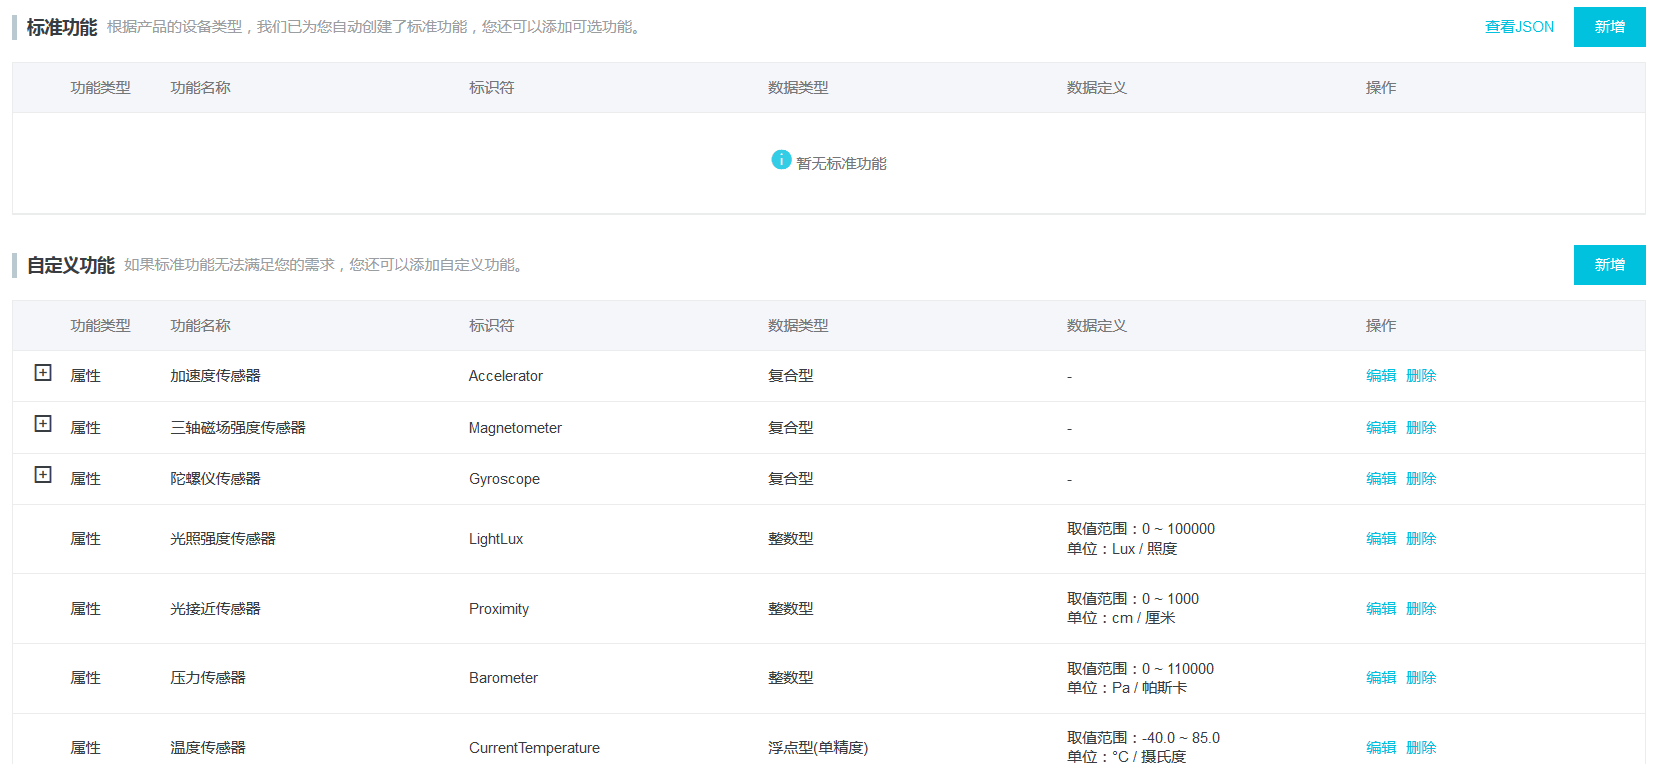 标准功能 根据产品的设备类型，我们已为您自动创建了标准功能，您还可以添加可选功能。 查看JSON 新增
功能类型 功能名称 标识符 数据类型 数据定义 操作
暂无标准功能
自定义功能 如果标准功能无法满足您的需求，您还可以添加自定义功能。 新增
功能类型 功能名称 标识符 数据类型 数据定义 操作
属性 加速度传感器 Accelerator 复合型 - 编辑 删除
属性 三轴磁场强度传感器 Magnetometer 复合型 - 编辑 删除
属性 陀螺仪传感器 Gyroscope 复合型 - 编辑 删除
属性 光照强度传感器 LightLux 整数型 取值范围：0 ~ 100000 编辑 删除
单位：Lux / 照度
属性 光接近传感器 Proximity 整数型 取值范围：0 ~ 1000 编辑 删除
单位：cm / 厘米
属性 压力传感器 Barometer 整数型 取值范围：0 ~ 110000 编辑 删除
单位：Pa / 帕斯卡
属性 温度传感器 CurrentTemperature 浮点型(单精度) 取值范围：-40.0 ~ 85.0 编辑 删除
单位：°C / 摄氏度